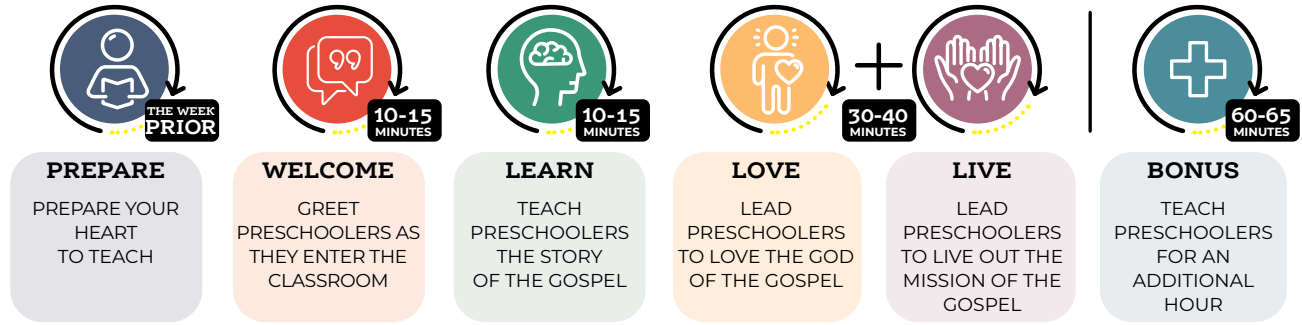 THE WEEK
PRIOR
PREPARE
PREPARE YOUR
HEART
TO TEACH
10-15
MINUTES
WELCOME
GREET
PRESCHOOLERS AS
THEY ENTER THE
CLASSROOM
10-15
MINUTES
LEARN
TEACH
PRESCHOOLERS
THE STORY
OF THE GOSPEL
30-40
MINUTES
LOVE
LEAD
PRESCHOOLERS
TO LOVE THE GOD
OF THE GOSPEL
LIVE
LEAD
PRESCHOOLERS
TO LIVE OUT THE
MISSION OF THE
GOSPEL
60-65
MINUTES
BONUS
TEACH
PRESCHOOLERS
FOR AN
ADDITIONAL
HOUR